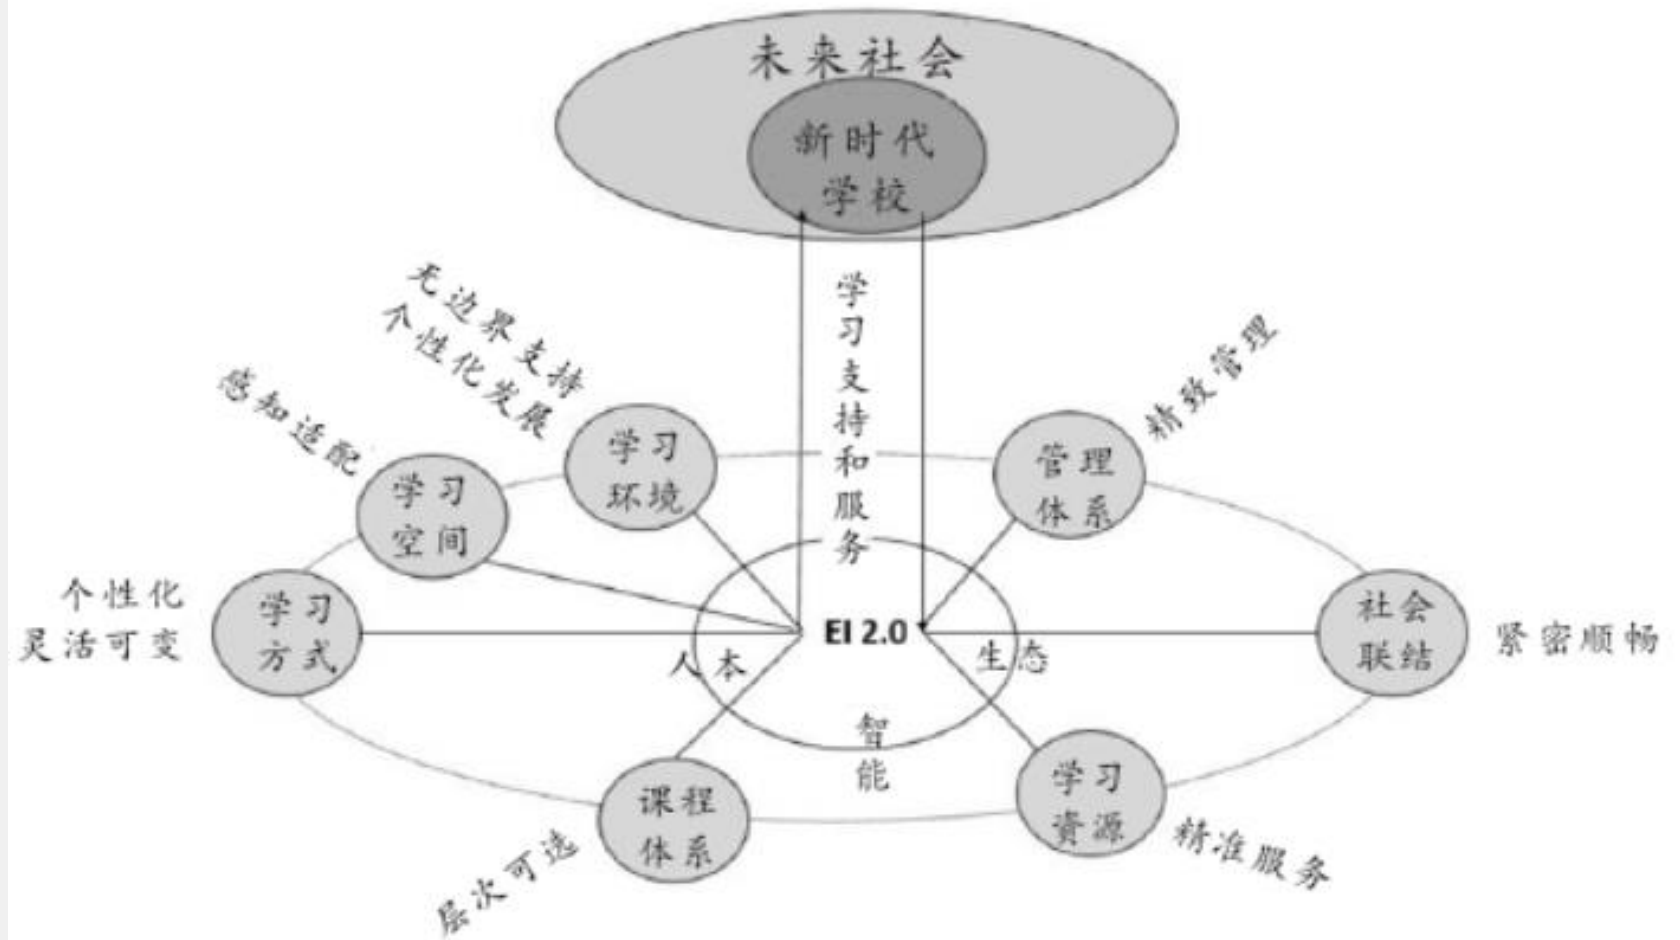 未来社会
新时代
学校
学习支持和服务
无边界支持
个性化发展
感知适配
学习
环境
学习
空间
个性化
灵活可变
学习
方式
精致管理
管理
体系
社会
联结
紧密顺畅
EI 2.0
人本
生态
智能
课程
体系
层次可选
学习
资源
精准服务